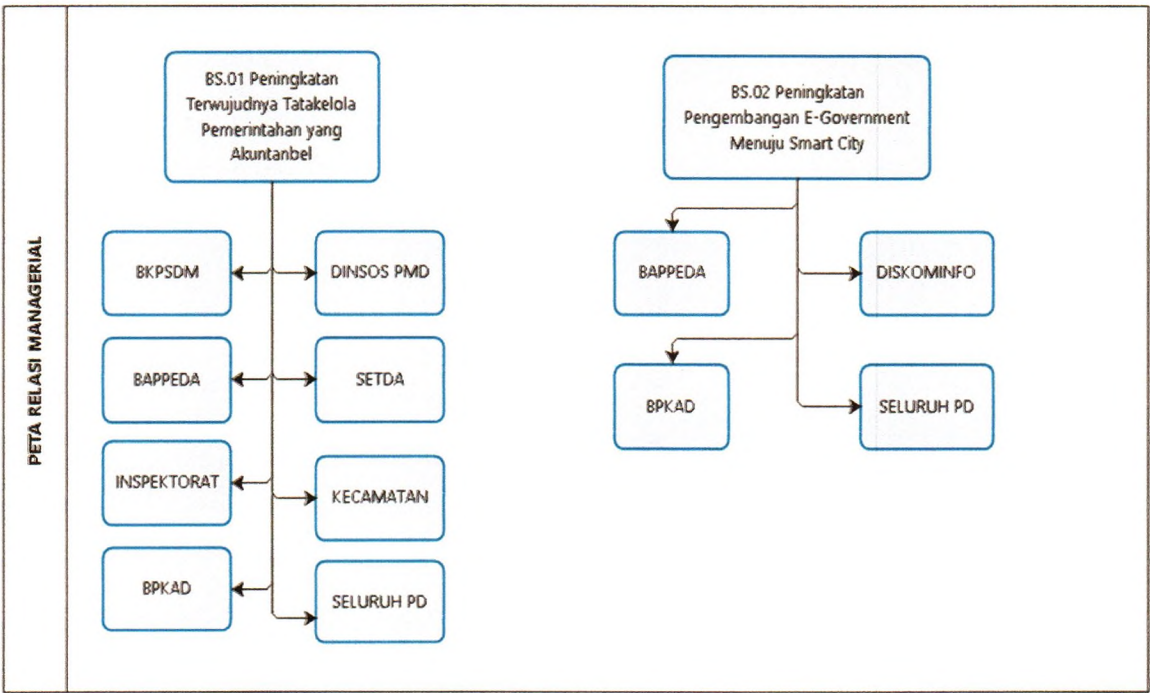 PETA RELASI MANAGERIAL
BS.01 Peningkatan
Terwujudnya Tatakelola
Pemerintahan yang
Akuntanbel
BKPSDM
DINSOS PMD
BAPPEDA
SETDA
INSPEKTORAT
KECAMATAN
BPKAD
SELURUH PD
BS.02 Peningkatan
Pengembangan E-Government
Menuju Smart City
BAPPEDA
DISKOMINFO
BPKAD
SELURUH PD